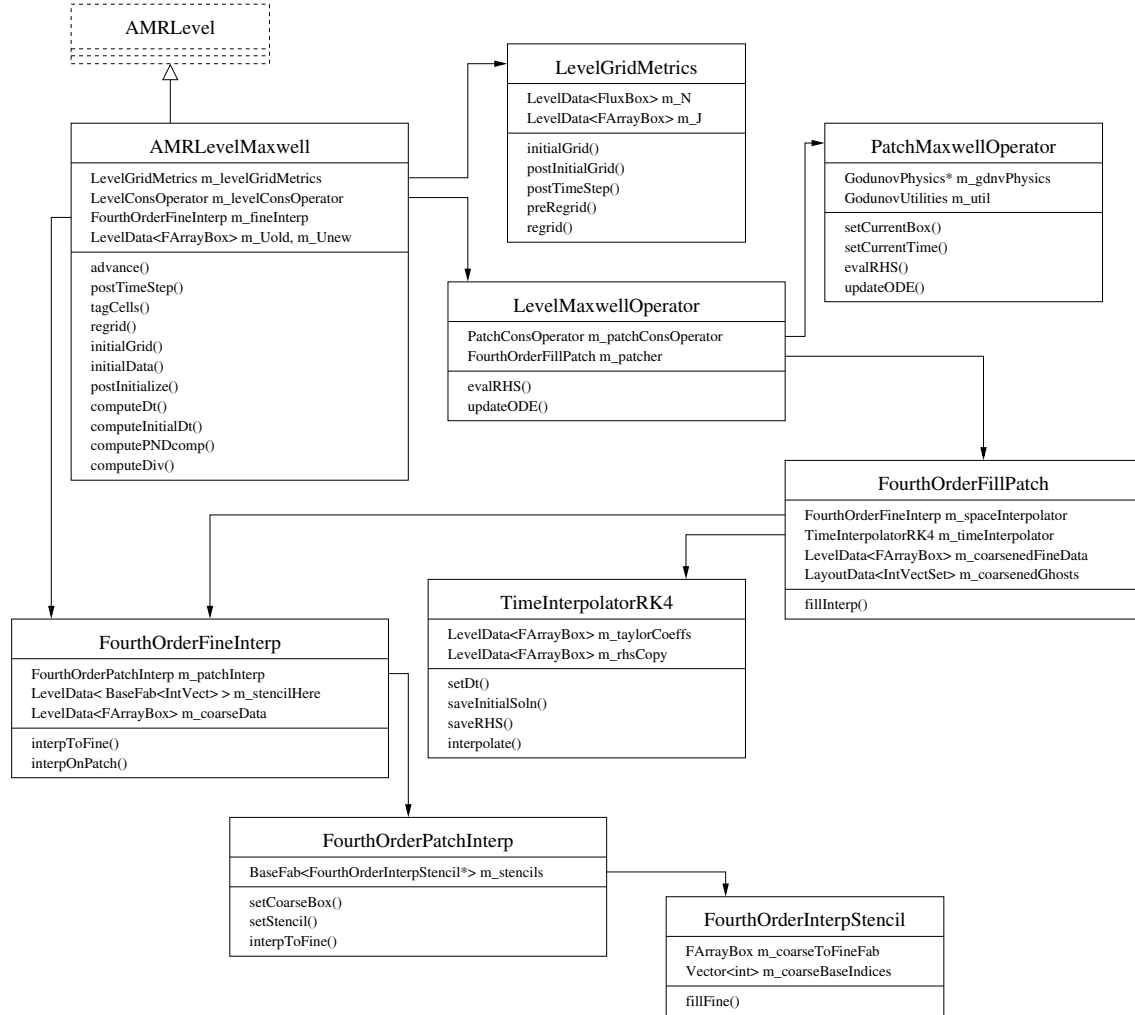 AMRLevel
LevelGridMetrics
LevelData<FluxBox> m_N
LevelData<FArrayBox> m_J
initialGrid()
postInitialGrid()
postTimeStep()
preRegrid()
regrid()
AMRLevelMaxwell
LevelGridMetrics m_levelGridMetrics
LevelConsOperator m_levelConsOperator
FourthOrderFineInterp m_fineInterp
LevelData<FArrayBox> m_Uold, m_Unew
advance()
postTimeStep()
tagCells()
regrid()
initialGrid()
initialData()
postInitialize()
computeDt()
computeInitialDt()
computePNDcomp()
computeDiv()
PatchMaxwellOperator
GodunovPhysics* m_gdnvPhysics
GodunovUtilities m_util
setCurrentBox()
setCurrentTime()
evalRHS()
updateODE()
LevelMaxwellOperator
PatchConsOperator m_patchConsOperator
FourthOrderFillPatch m_patcher
evalRHS()
updateODE()
FourthOrderFillPatch
FourthOrderFineInterp m_spaceInterpolator
TimeInterpolatorRK4 m_timeInterpolator
LevelData<FArrayBox> m_coarsenedFineData
LayoutData<IntVectSet> m_coarsenedGhosts
fillInterp()
TimeInterpolatorRK4
LevelData<FArrayBox> m_taylorCoeffs
LevelData<FArrayBox> m_rhsCopy
setDt()
saveInitialSoln()
saveRHS()
interpolate()
FourthOrderFineInterp
FourthOrderPatchInterp m_patchInterp
LevelData< BaseFab<IntVect> > m_stencilHere
LevelData<FArrayBox> m_coarseData
interpToFine()
interpOnPatch()
FourthOrderPatchInterp
BaseFab<FourthOrderInterpStencil*> m_stencils
setCoarseBox()
setStencil()
interpToFine()
FourthOrderInterpStencil
FArrayBox m_coarseToFineFab
Vector<int> m_coarseBaseIndices
fillFine()